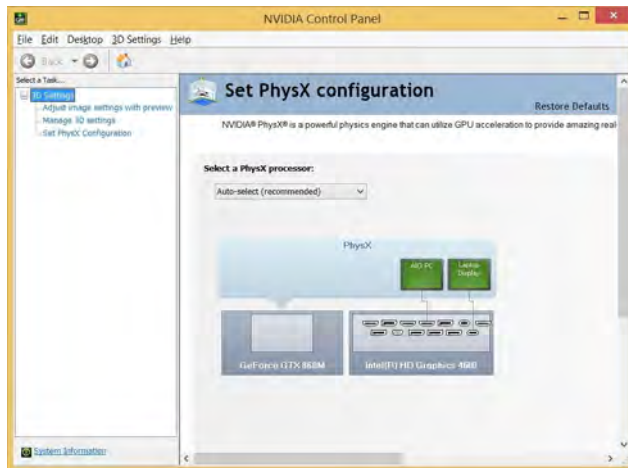 NVIDIA Control Panel
File Edit Desktop 3D Settings Help
Back
Select a Task...
3D Settings
Adjust image settings with preview
Manage 3D settings
Set PhysX Configuration
Set PhysX configuration
Restore Defaults
NVIDIA® PhysX® is a powerful physics engine that can utilize GPU acceleration to provide amazing real
Select a PhysX processor:
Auto-select (recommended)
PhysX
AIO PC
Laptop
Display
GeForce GTX 860M
Intel(R) HD Graphics 4600
System Information